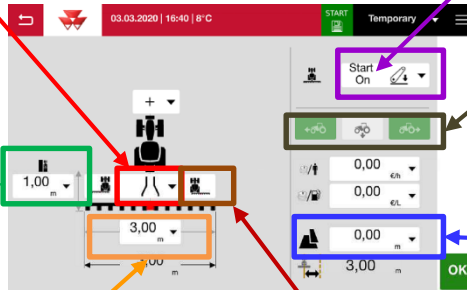 03.03.2020 | 16:40 | 8°C
START
Temporary
Start
On
+
0,00
€/h
1,00
m
0,00
€/L
3,00
m
0,00
m
,00
m
3,00
m
OK